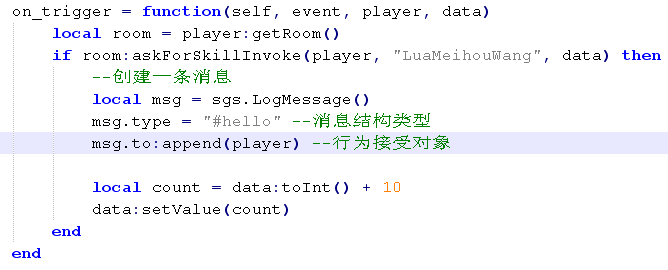 on_trigger = function(self, event, player, data)
    local room = player:getRoom()
    if room:askForSkillInvoke(player, "LuaMeihouWang", data) then
        --创建一条消息
        local msg = sgs.LogMessage()
        msg.type = "#hello" --消息结构类型
        msg.to:append(player) --行为接受对象
        local count = data:toInt() + 10
        data:setValue(count)
    end
end